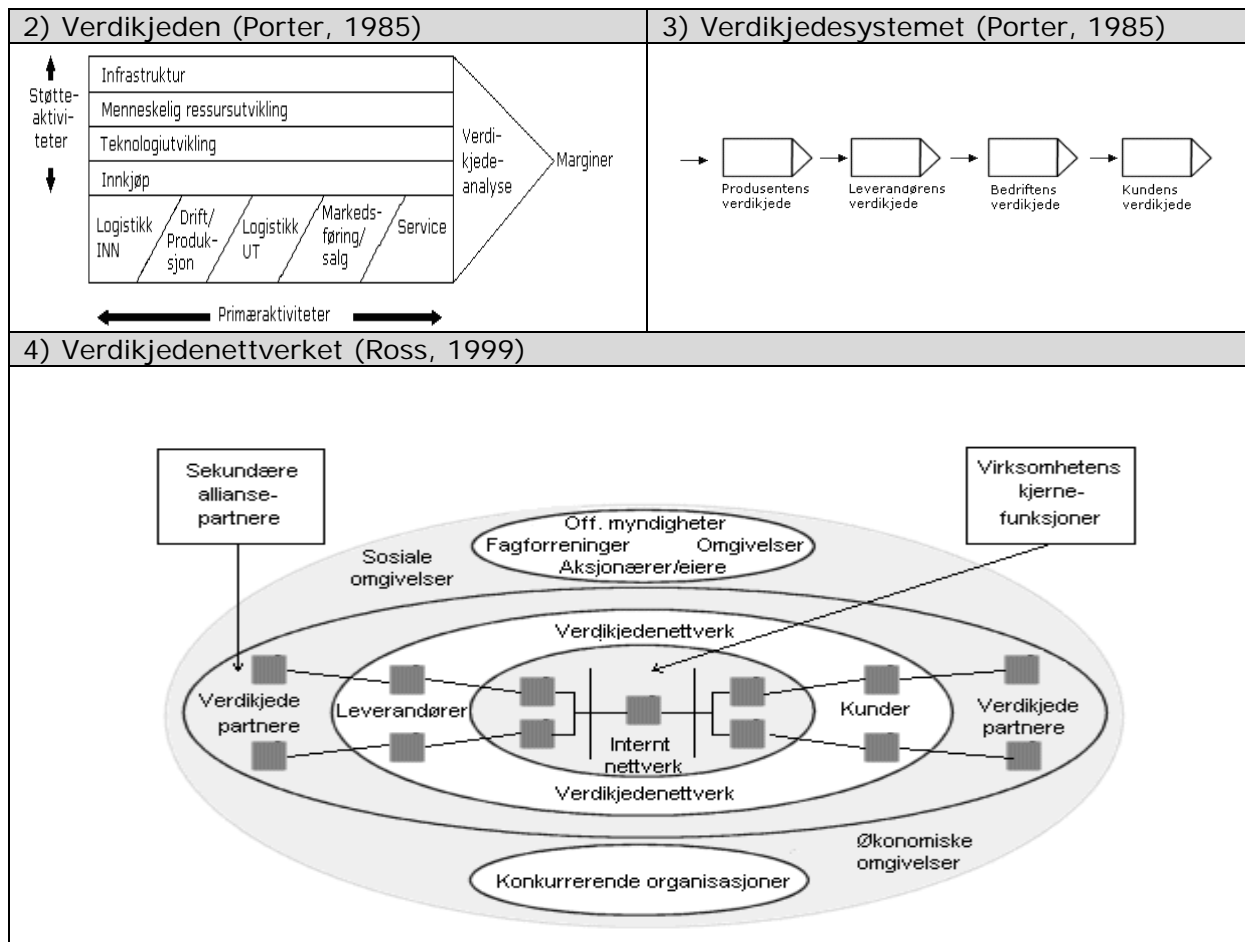 2) Verdikjeden (Porter, 1985)
3) Verdikjedesystemet (Porter, 1985)
Støtte-
aktivi-
teter
Infrastruktur
Menneskelig ressursutvikling
Teknologiutvikling
Innkjøp
Logistikk
INN
Drift/
Produk-
sjon
Logistikk
UT
Markeds-
føring/
salg
Service
Verdi-
kjede-
analyse
Marginer
Primæraktiviteter
Produsentens
verdikjede
Leverandørens
verdikjede
Bedriftens
verdikjede
Kundens
verdikjede
4) Verdikjedenettverket (Ross, 1999)
Sekundære
allianse-
partnere
Virksomhetens
kjerne-
funksjoner
Off. myndigheter
Fagforreninger Omgivelser
Aksjonærer/eiere
Sosiale
omgivelser
Verdikjedenettverk
Verdikjede
partnere
Leverandører
Internt
nettverk
Kunder
Verdikjede
partnere
Verdikjedenettverk
Økonomiske
omgivelser
Konkurrerende organisasjoner